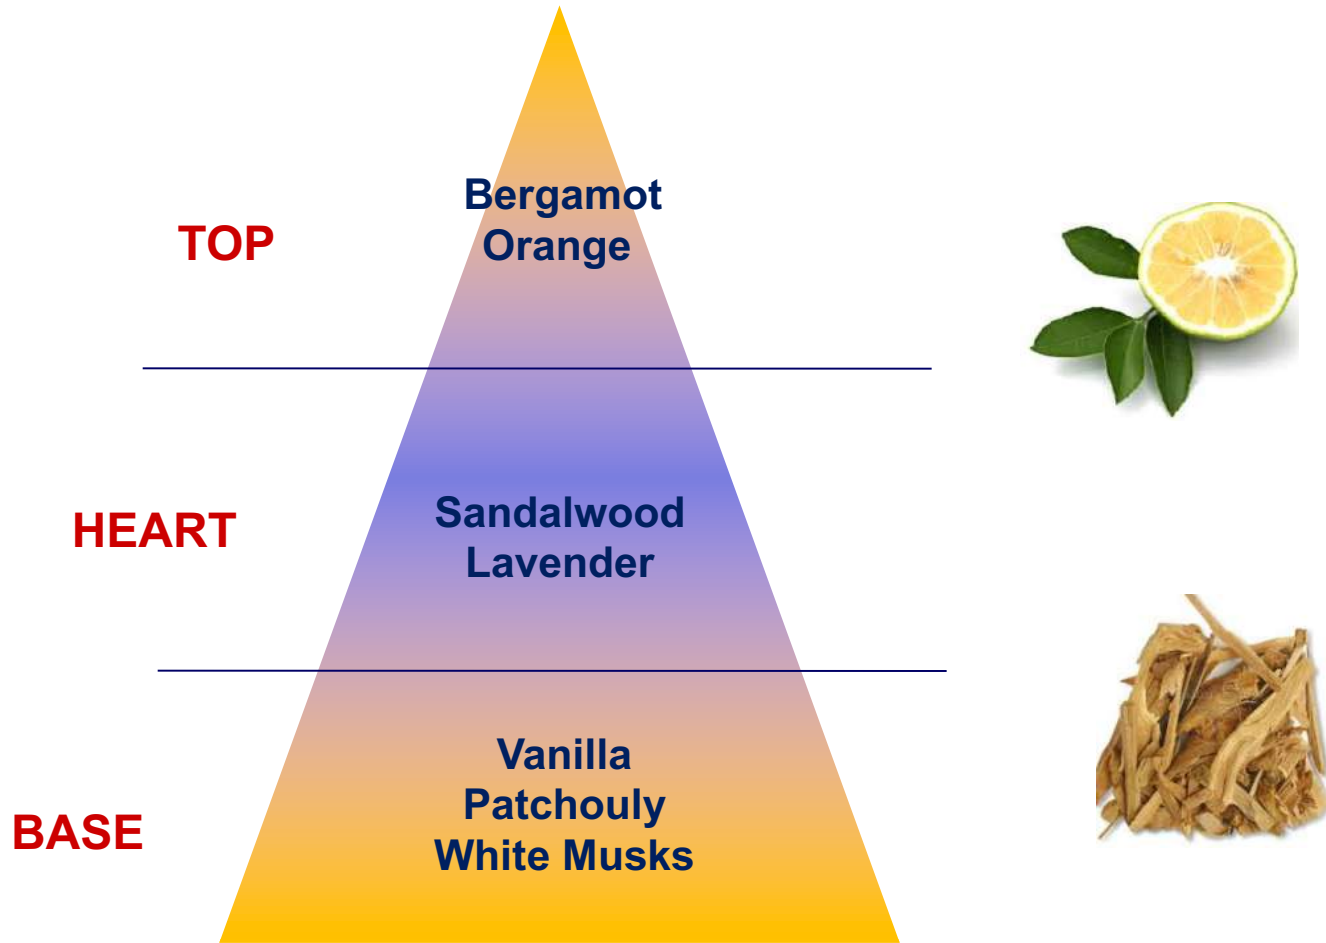 TOP
Bergamot
Orange
HEART
Sandalwood
Lavender
BASE
Vanilla
Patchouly
White Musks